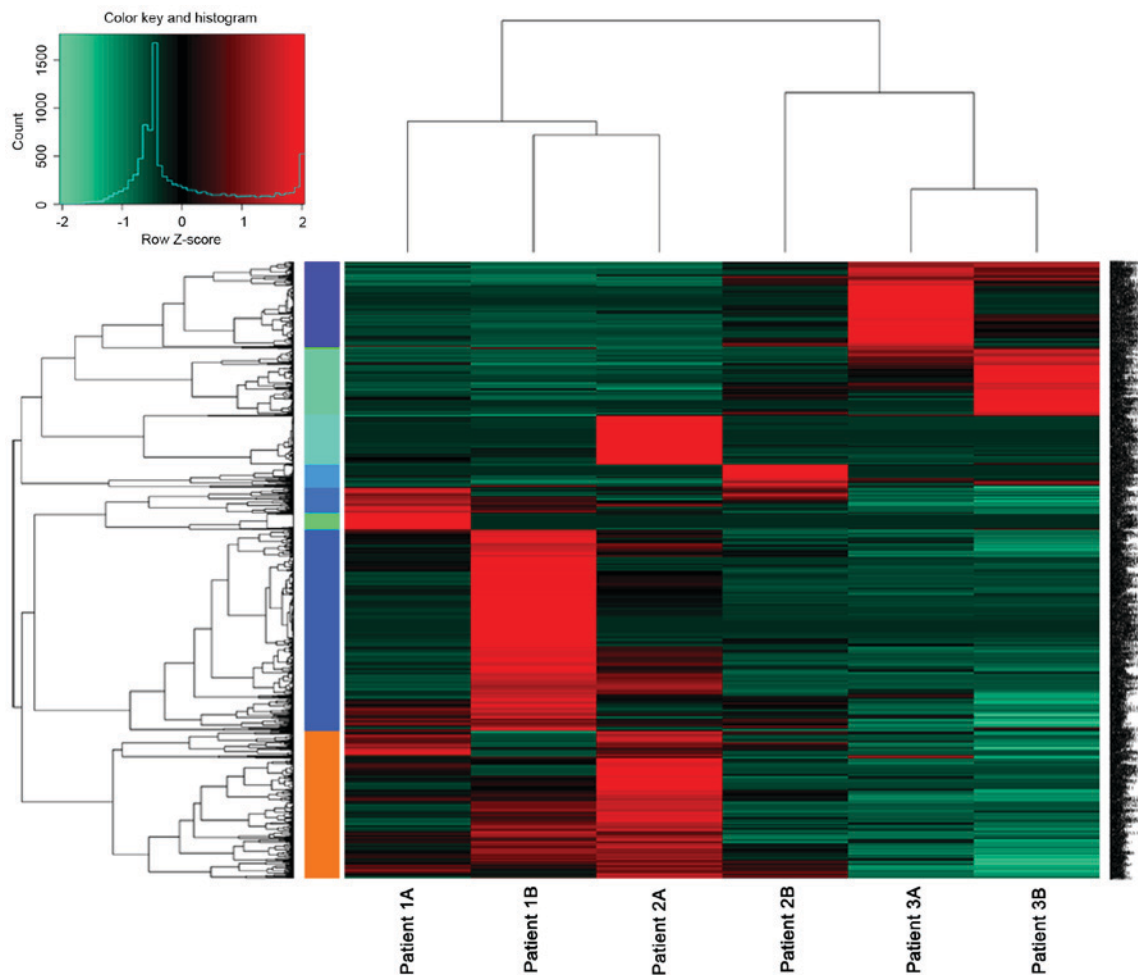 Color key and histogram
Count
1500
1000
500
0
-2 -1 0 1 2
Row Z-score
Patient 1A
Patient 1B
Patient 2A
Patient 2B
Patient 3A
Patient 3B